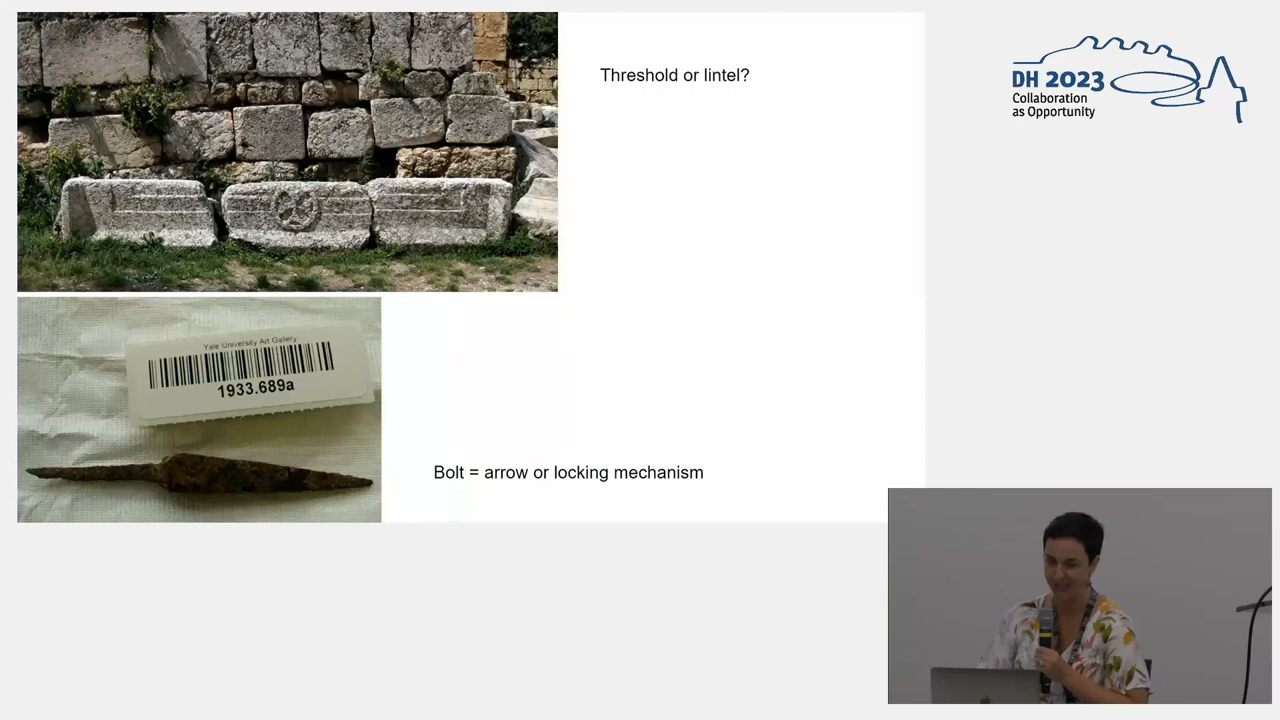 Threshold or lintel?
DH 2023
Collaboration
as Opportunity
Yale University Art Gallery
1933.689a
Bolt = arrow or locking mechanism